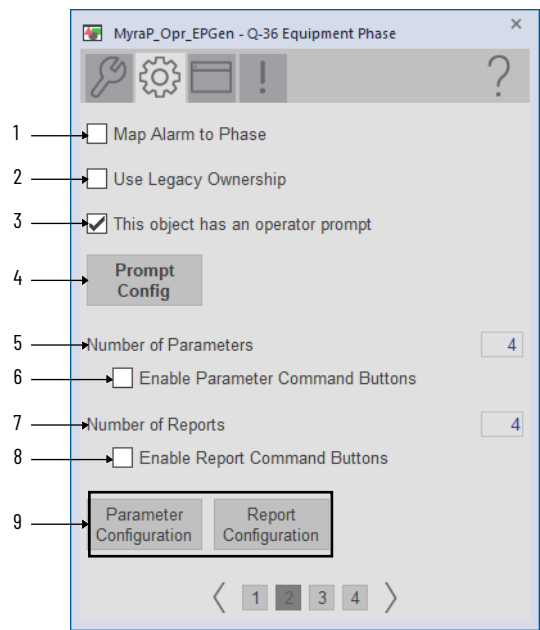 MyraP_Opr_EPGen - Q-36 Equipment Phase
1 Map Alarm to Phase
2 Use Legacy Ownership
3 This object has an operator prompt
4 Prompt
Config
5 Number of Parameters 4
6 Enable Parameter Command Buttons
7 Number of Reports 4
8 Enable Report Command Buttons
9 Parameter
Configuration
Report
Configuration
1 2 3 4